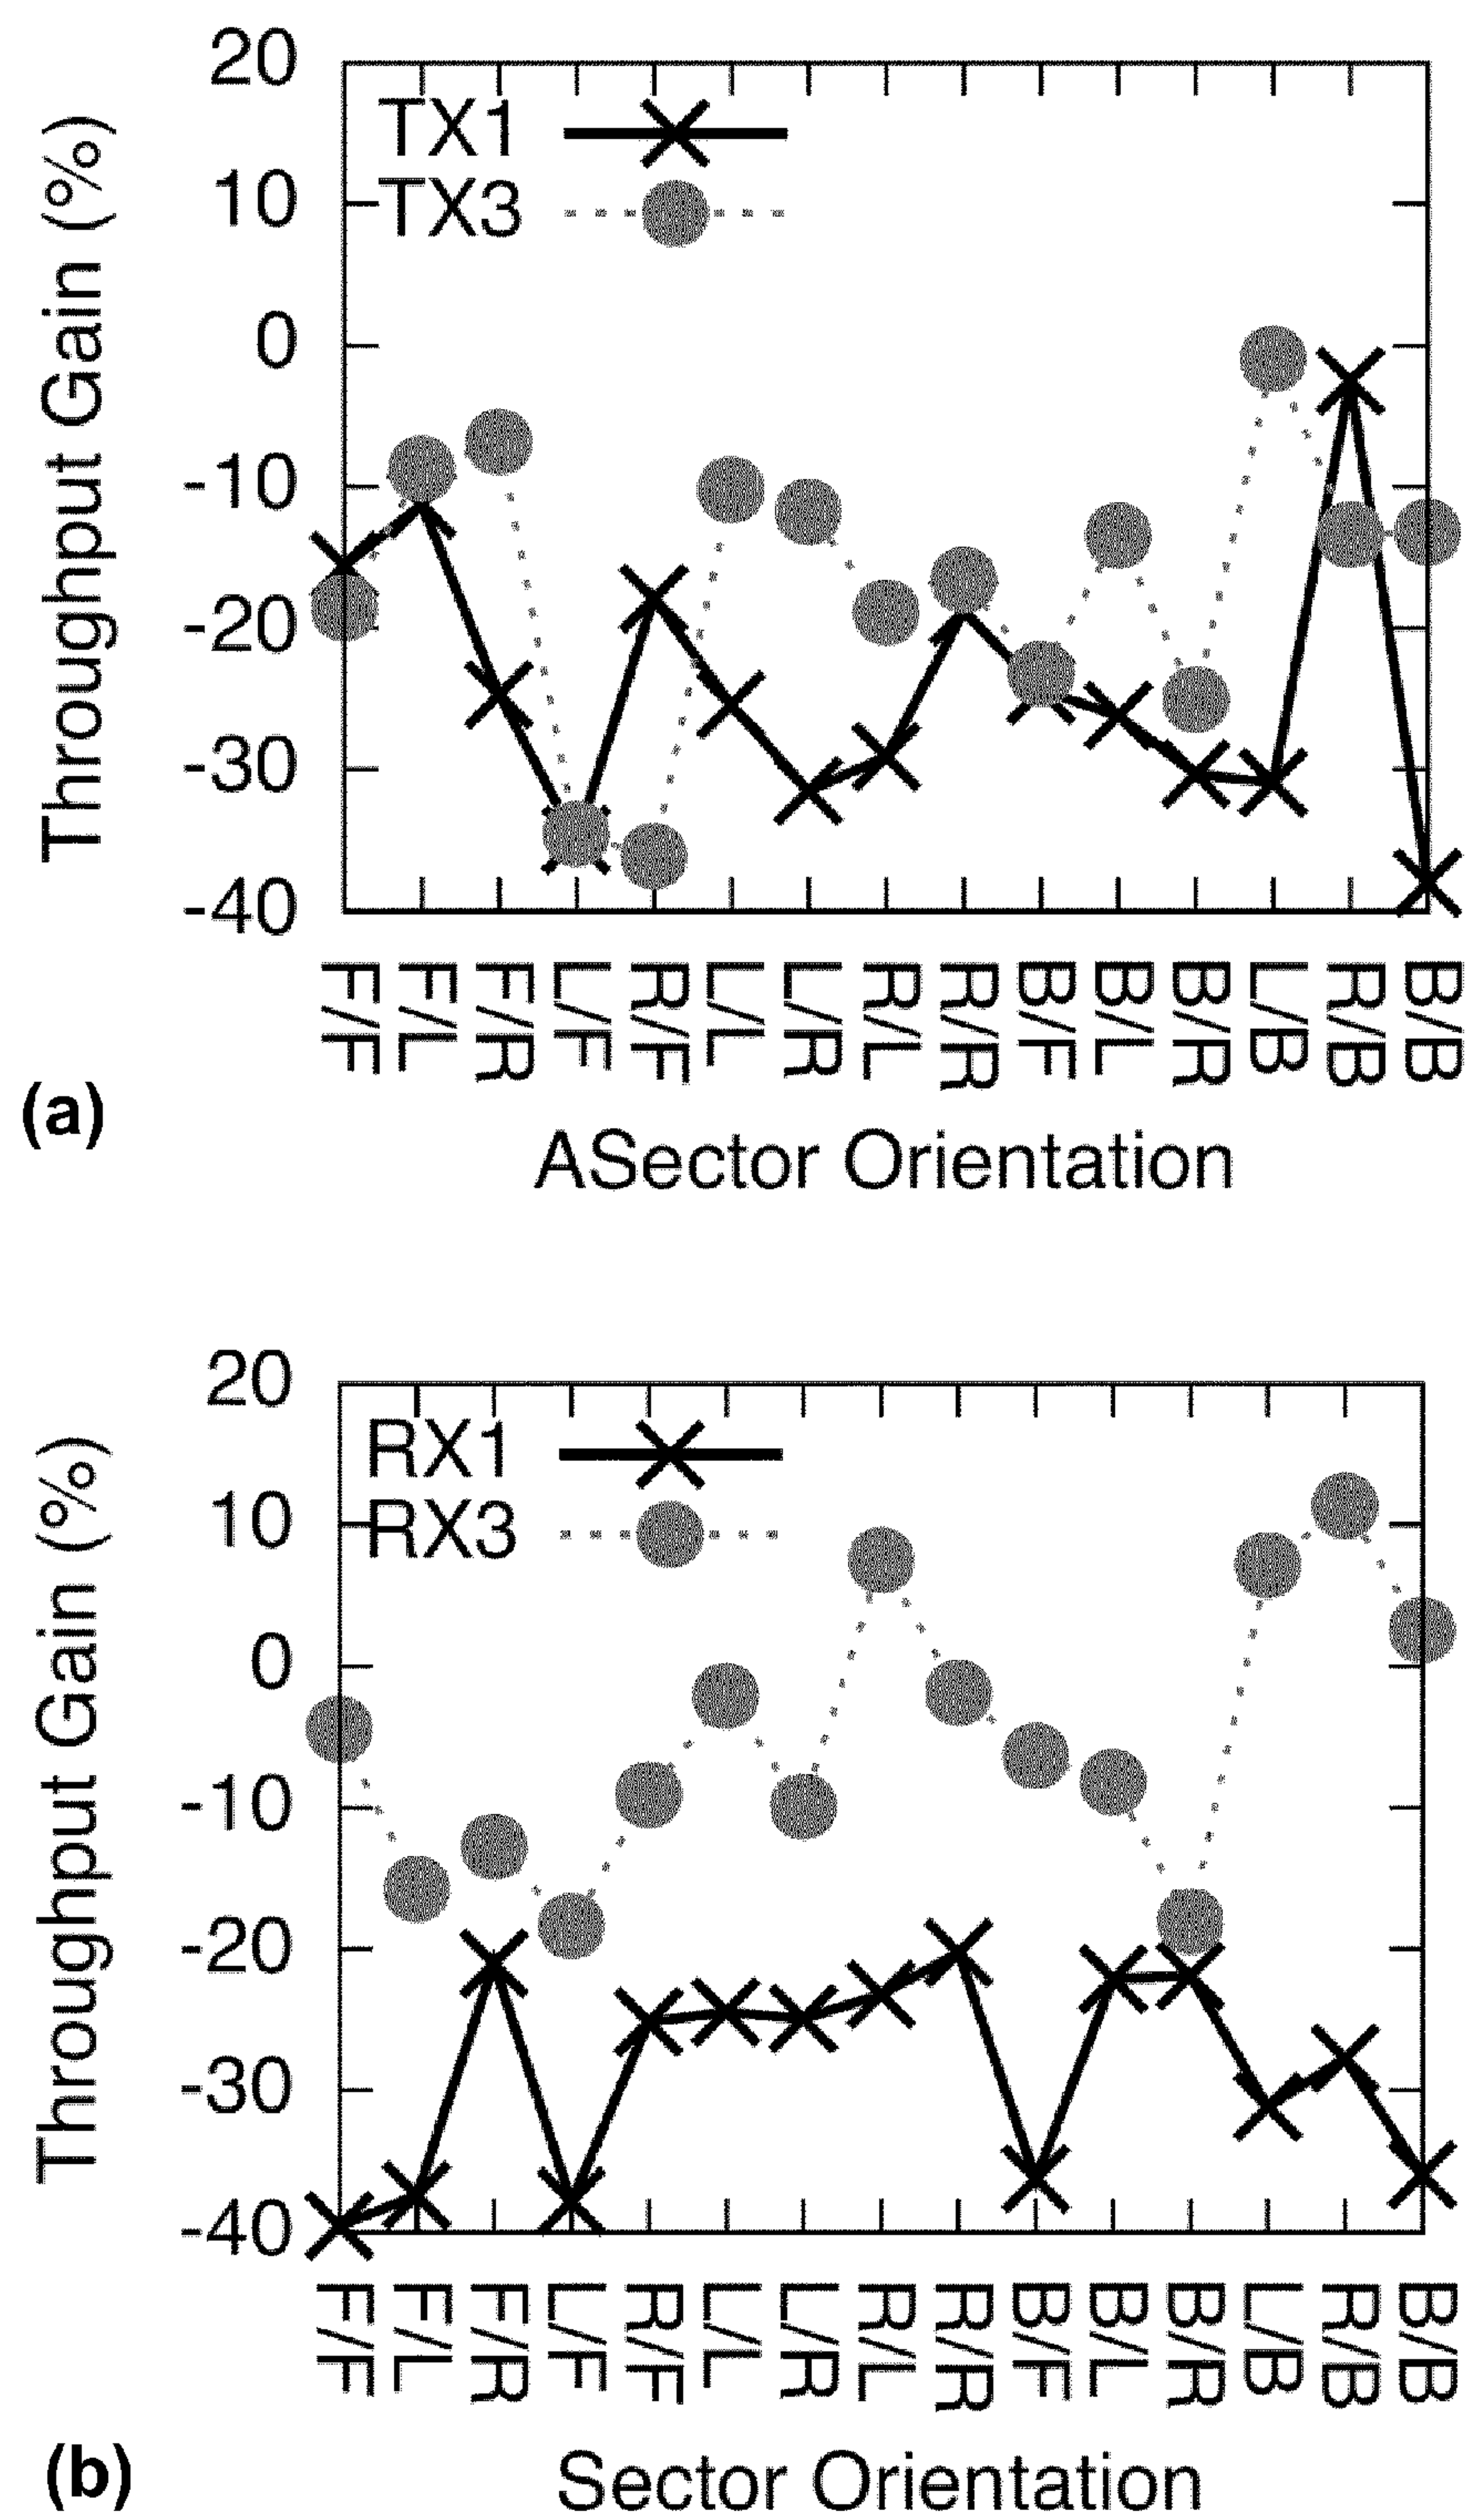 20
10
0
-10
-20
-30
-40
Throughput Gain (%)
TX1
TX3
F/F
F/L
F/R
L/F
R/F
L/L
L/R
R/L
R/R
B/F
B/L
B/R
L/B
R/B
B/B
(a)
ASector Orientation
20
10
0
-10
-20
-30
-40
Throughput Gain (%)
RX1
RX3
F/F
F/L
F/R
L/F
R/F
L/L
L/R
R/L
R/R
B/F
B/L
B/R
L/B
R/B
B/B
(b)
Sector Orientation